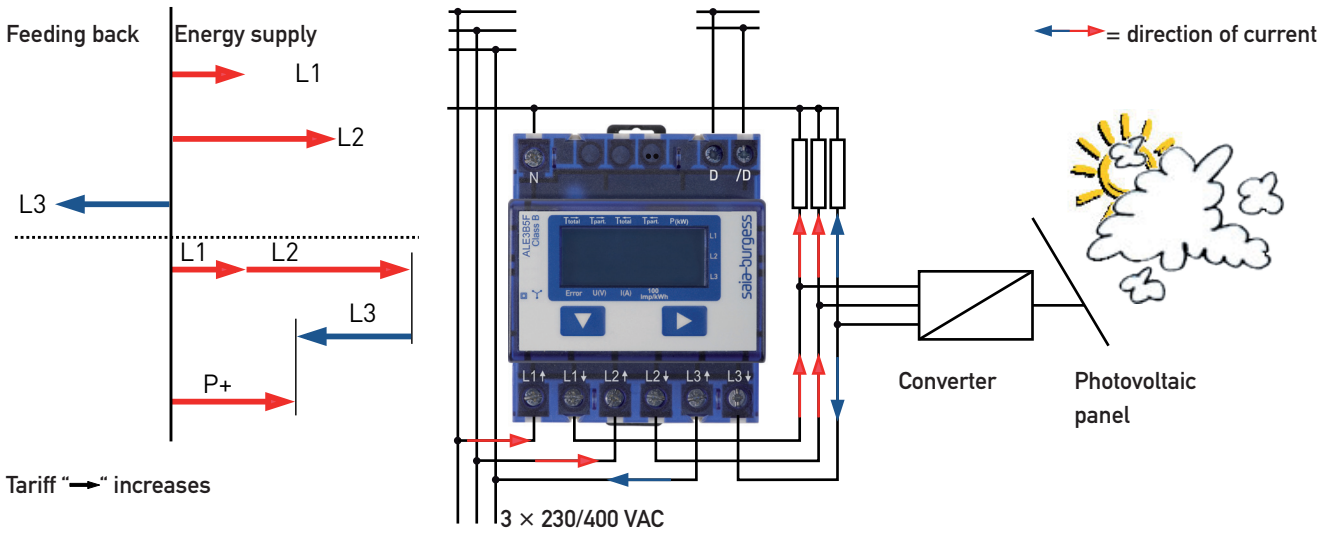 Feeding back
Energy supply
L1
L2
L3
L1 L2
L3
P+
Tariff “→“ increases
N D /D
ALE3B5F
Class B
Ttotal Tpart. Ttotal Tpart. P(kW)
L1
L2
L3
Error U(V) I(A) 100 Imp/kWh
saia-burgess
L1↑ L1↓ L2↑ L2↓ L3↑ L3↓
3 × 230/400 VAC
= direction of current
Converter
Photovoltaic
panel